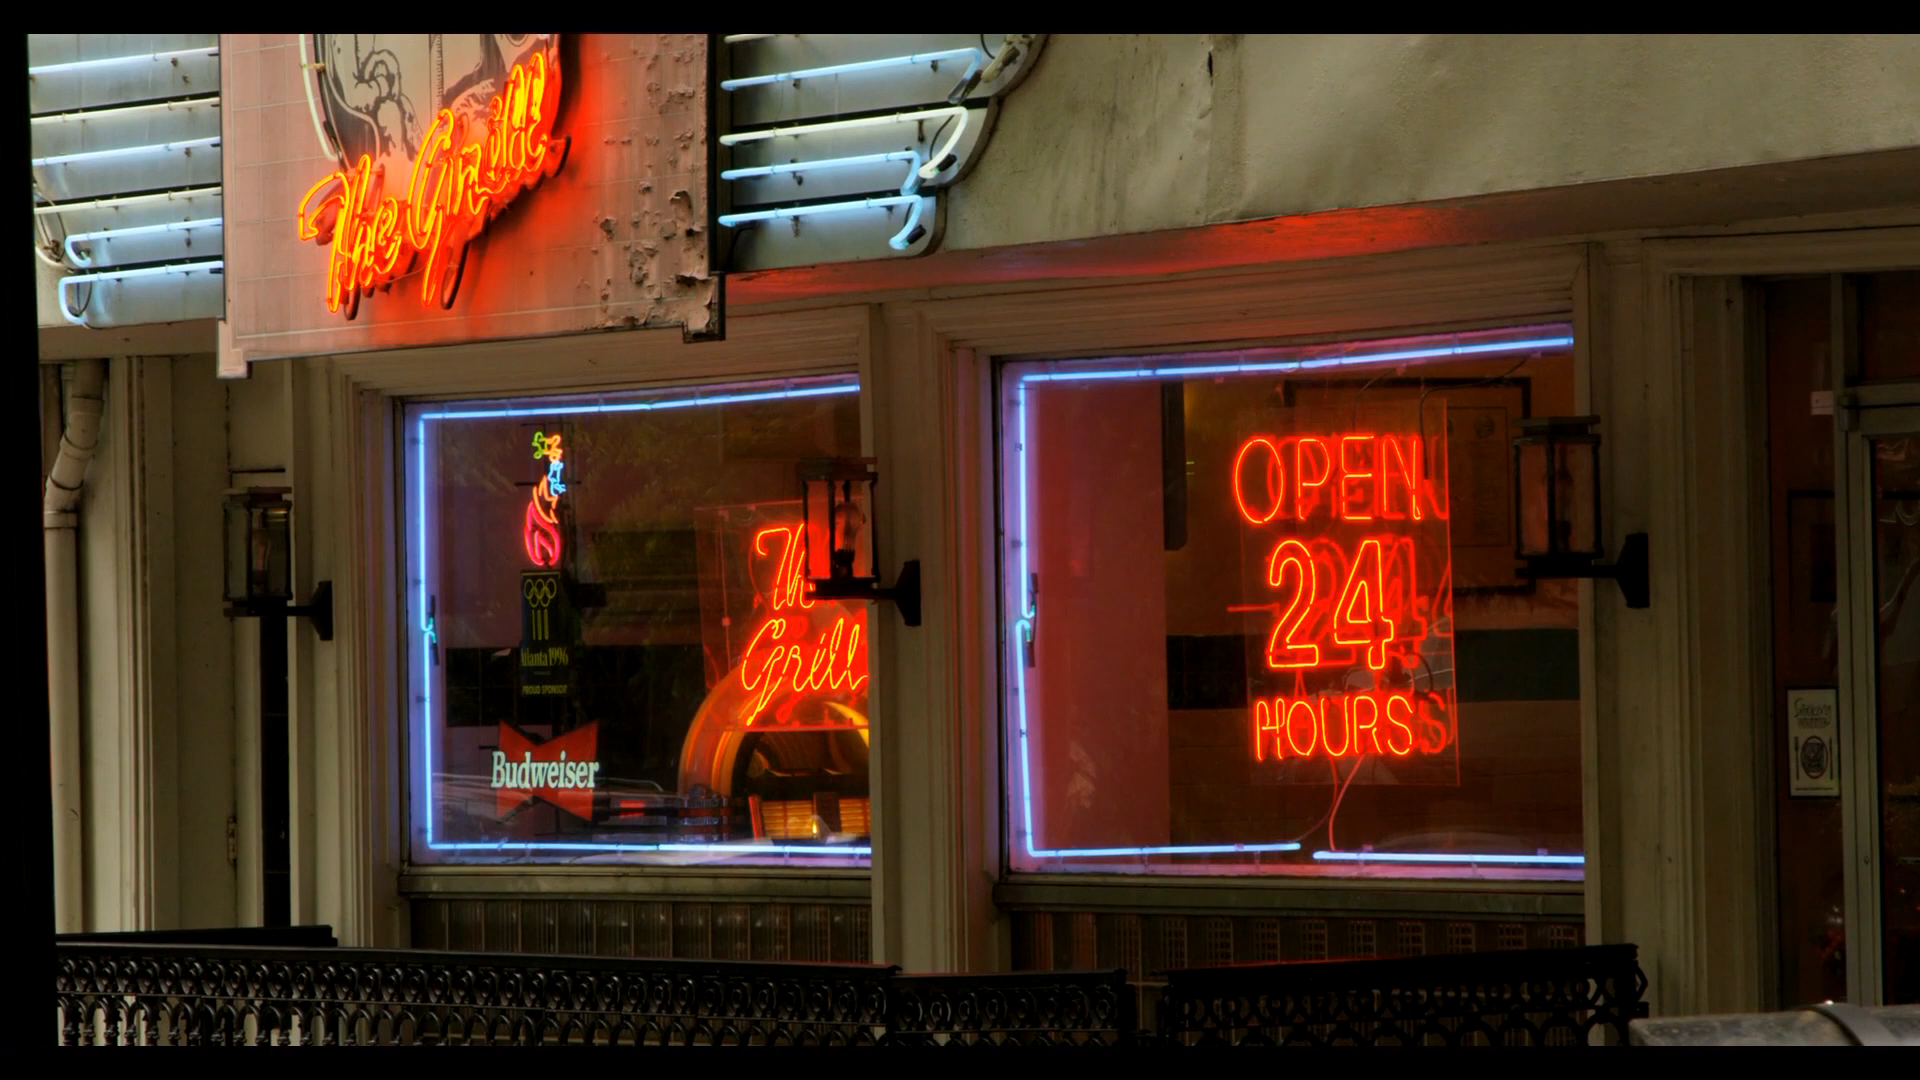 The Grill
The
Grill
Atlanta 1996
PROUD SPONSOR
Budweiser
OPEN
24
HOURS